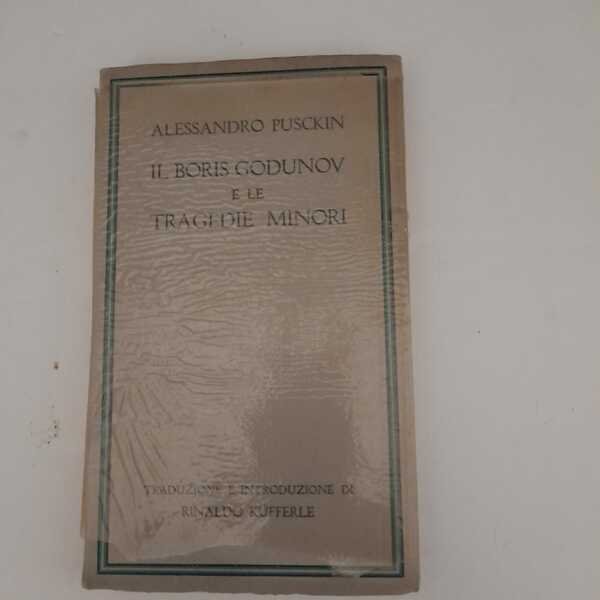 ALESSANDRO PUSCKIN
IL BORIS GODUNOV
E LE
TRAGEDIE MINORI
TRADUZIONE E INTRODUZIONE DI
RINALDO KÜFFERLE